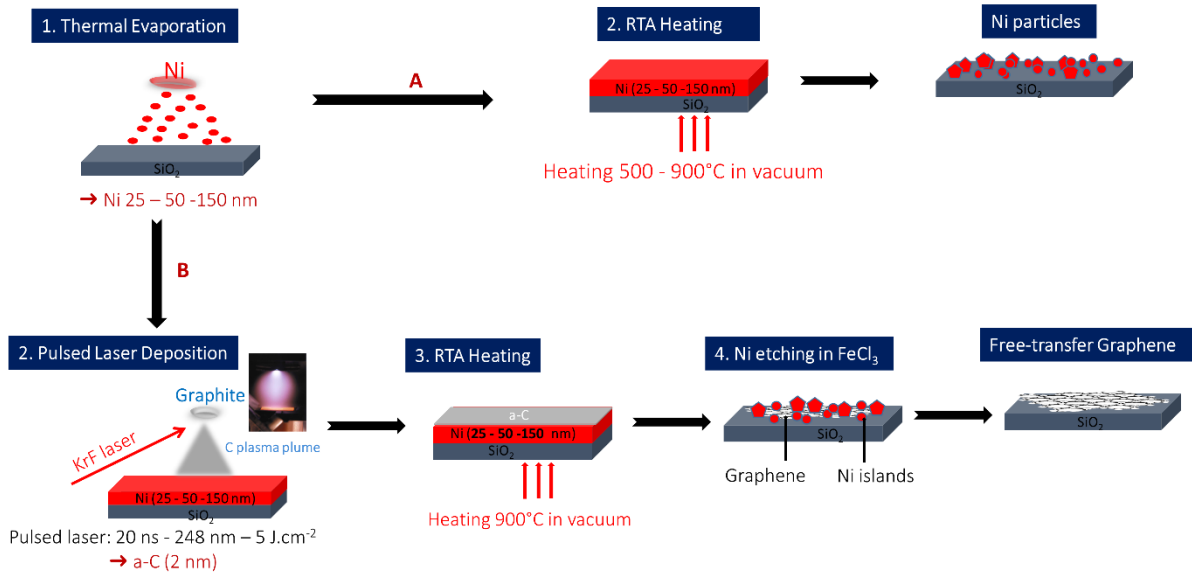 1. Thermal Evaporation
Ni
SiO2
→ Ni 25 – 50 -150 nm
A
2. RTA Heating
Ni (25 - 50 -150 nm)
SiO2
Heating 500 - 900°C in vacuum
Ni particles
SiO2
B
2. Pulsed Laser Deposition
Graphite
C plasma plume
KrF laser
Ni (25 - 50 -150 nm)
SiO2
Pulsed laser: 20 ns - 248 nm – 5 J.cm-2
→ a-C (2 nm)
3. RTA Heating
a-C
Ni (25 - 50 -150 nm)
SiO2
Heating 900°C in vacuum
4. Ni etching in FeCl3
SiO2
Graphene
Ni islands
Free-transfer Graphene
SiO2